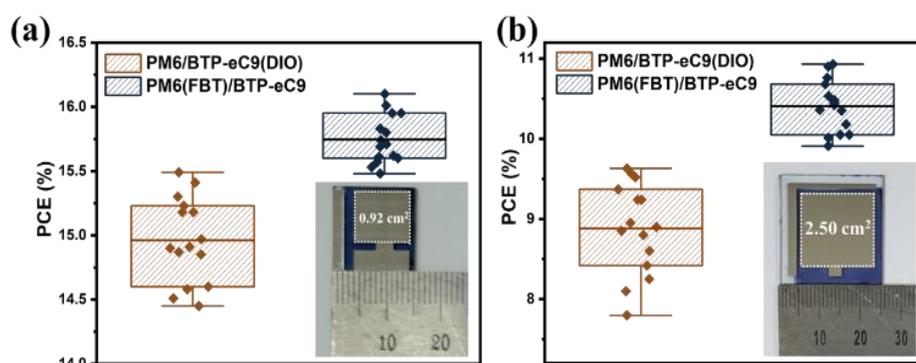 (a)
PCE (%)
16.5
16.0
15.5
15.0
14.5
14.0
PM6/BTP-eC9(DIO)
PM6(FBT)/BTP-eC9
0.92 cm²
10 20
(b)
PCE (%)
11
10
9
8
PM6/BTP-eC9(DIO)
PM6(FBT)/BTP-eC9
2.50 cm²
10 20 30